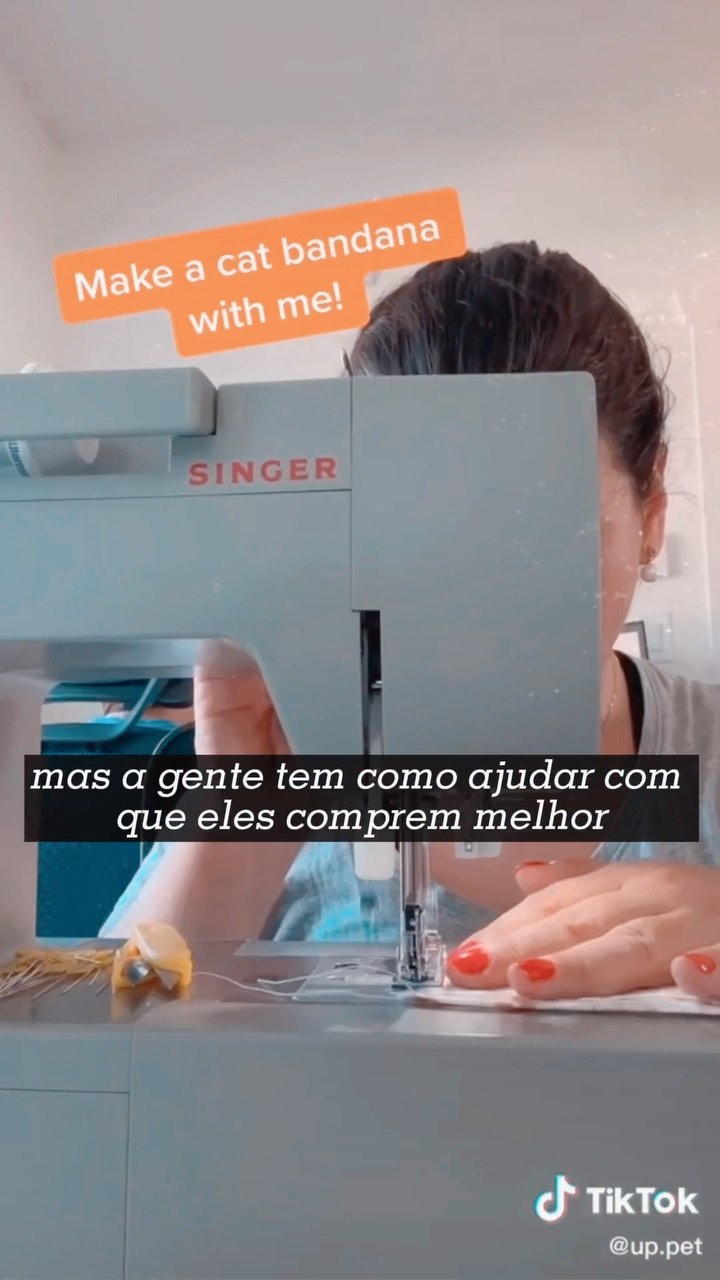 Make a cat bandana
with me!
SINGER
mas a gente tem como ajudar com
que eles comprem melhor
TikTok
@up.pet